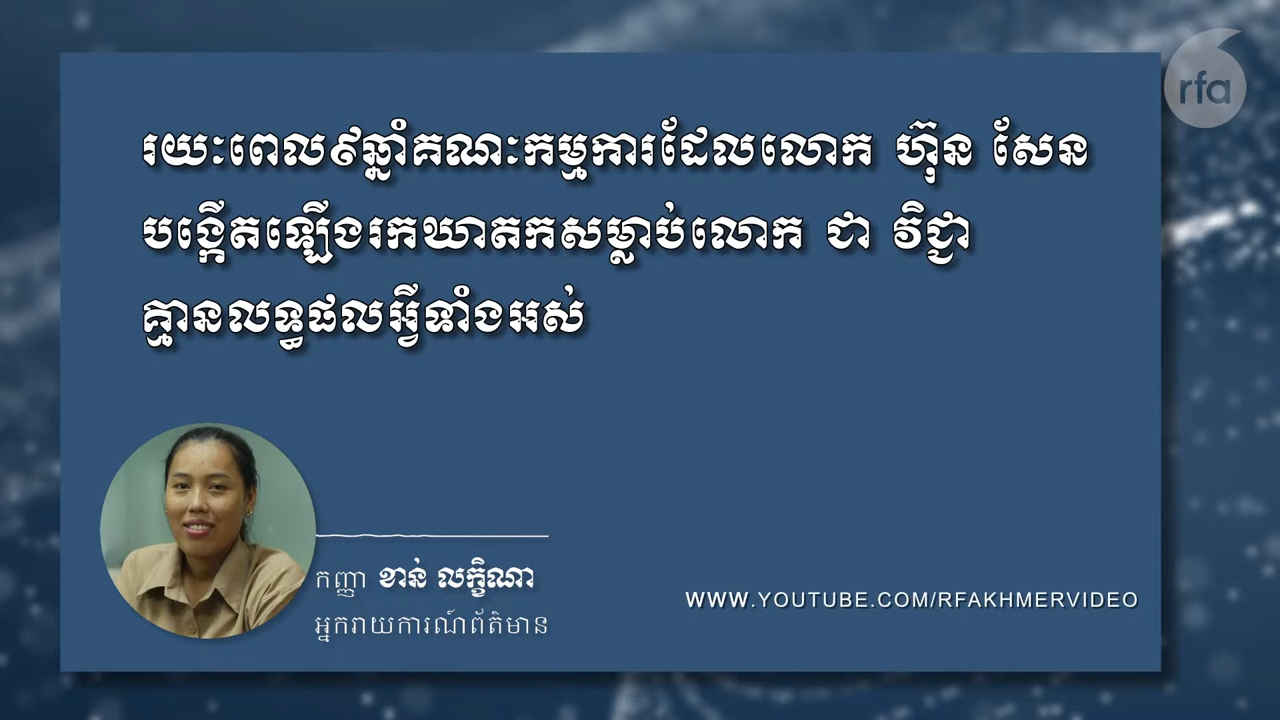 rfa
រយៈពេល៩ឆ្នាំគណៈកម្មការដែលលោក ហ៊ុន សែន
បង្កើតឡើងរកឃាតកសម្លាប់លោក ជា វិជ្ជា
គ្មានលទ្ធផលអ្វីទាំងអស់
កញ្ញា ខាន់ លក្ខិណា
អ្នករាយការណ៍ព័ត៌មាន
WWW.YOUTUBE.COM/RFAKHMERVIDEO